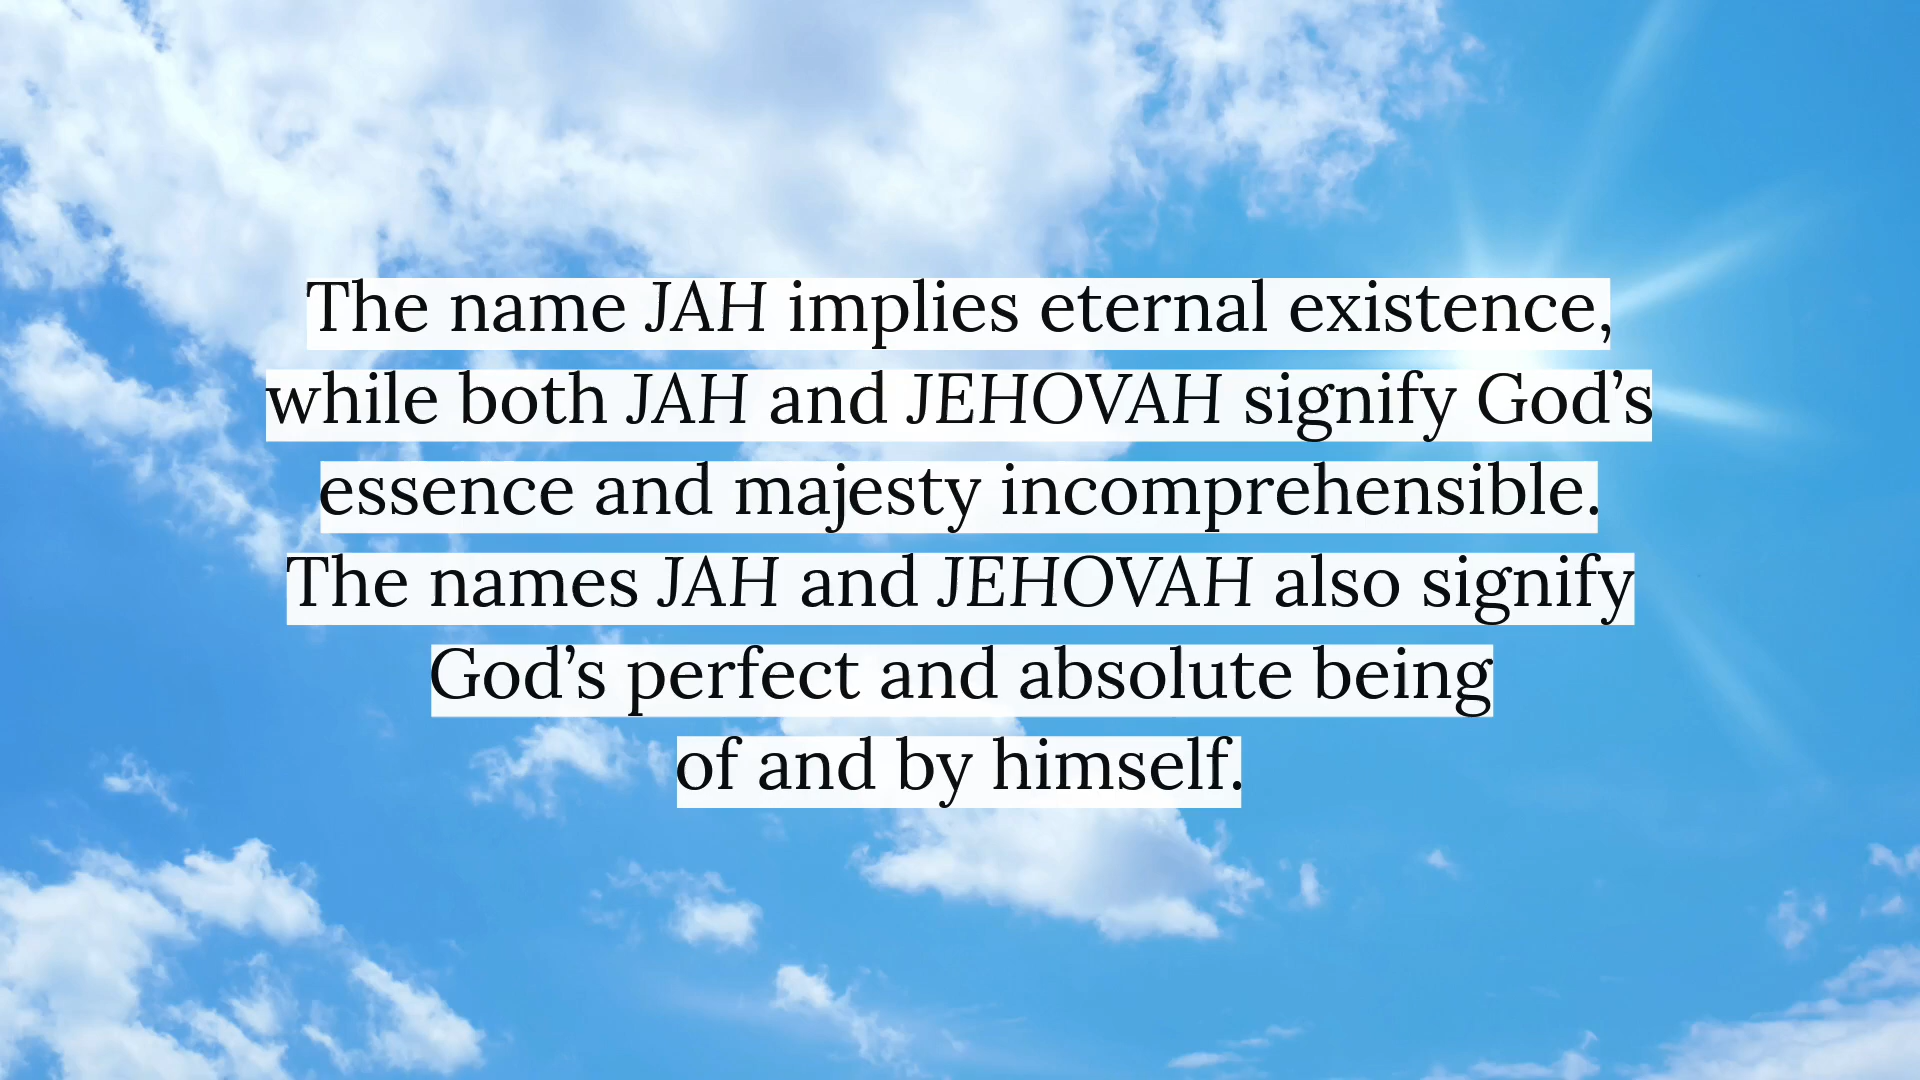 The name JAH implies eternal existence,
while both JAH and JEHOVAH signify God’s
essence and majesty incomprehensible.
The names JAH and JEHOVAH also signify
God’s perfect and absolute being
of and by himself.